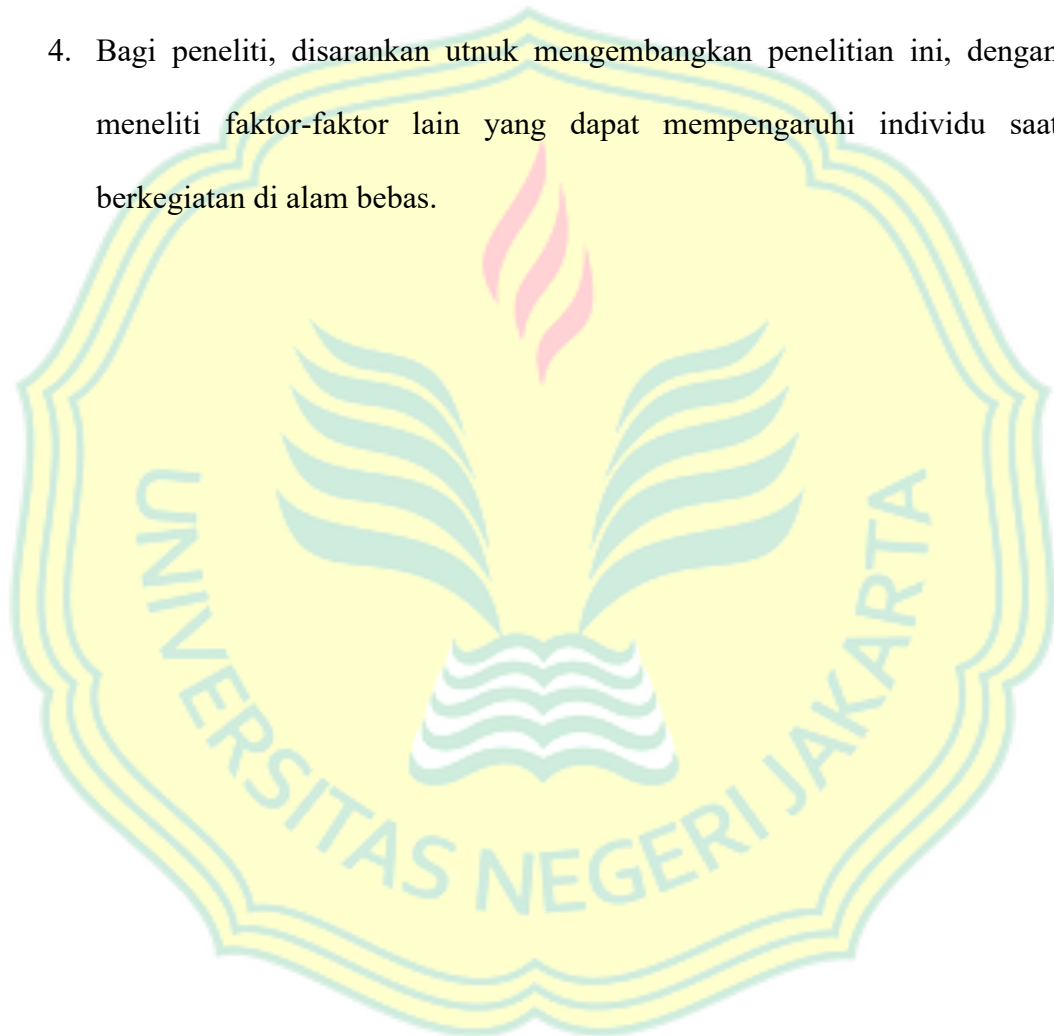 4. Bagi peneliti, disarankan utnuk mengembangkan penelitian ini, dengan
meneliti faktor-faktor lain yang dapat mempengaruhi individu saat
berkegiatan di alam bebas.
UNIVERSITAS NEGERI JAKARTA